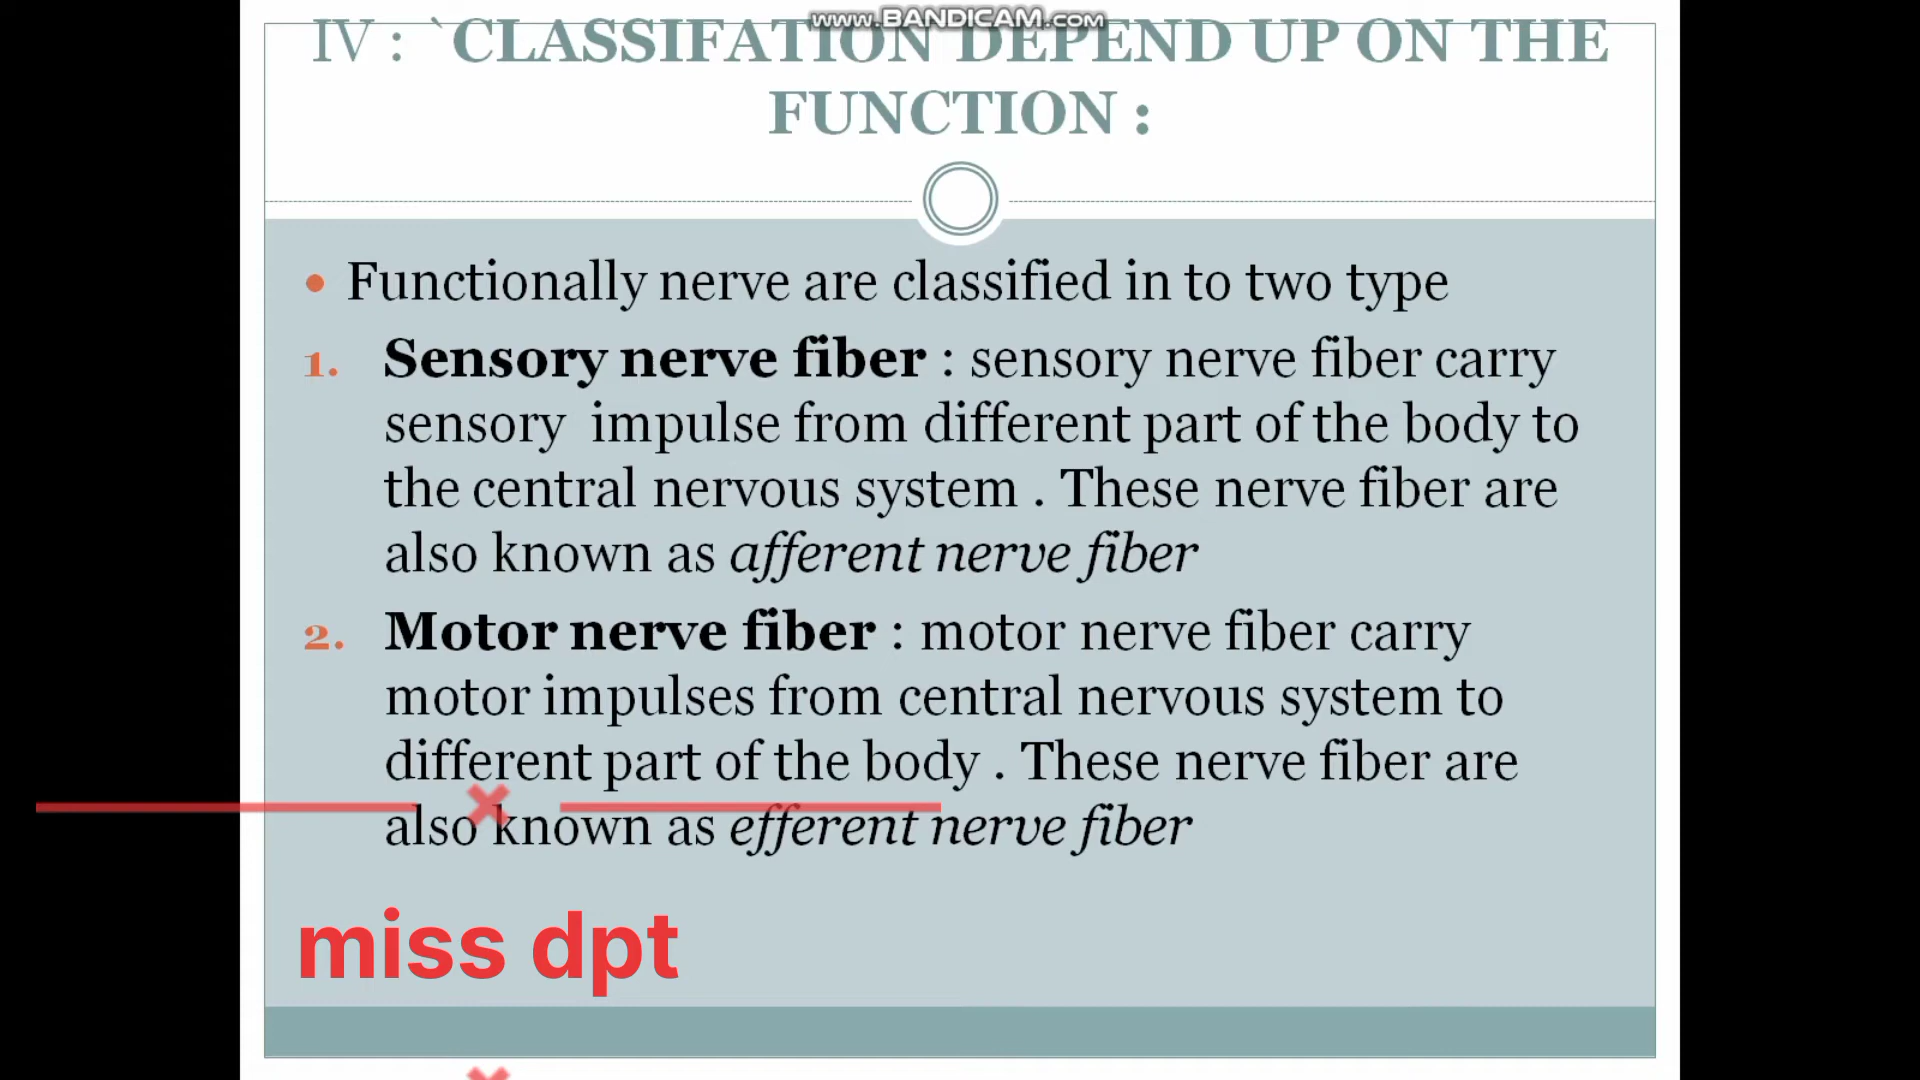 www.BANDICAM.com
IV : `CLASSIFATION DEPEND UP ON THE
FUNCTION :
• Functionally nerve are classified in to two type
1. Sensory nerve fiber : sensory nerve fiber carry
sensory impulse from different part of the body to
the central nervous system . These nerve fiber are
also known as afferent nerve fiber
2. Motor nerve fiber : motor nerve fiber carry
motor impulses from central nervous system to
different part of the body . These nerve fiber are
also known as efferent nerve fiber
miss dpt